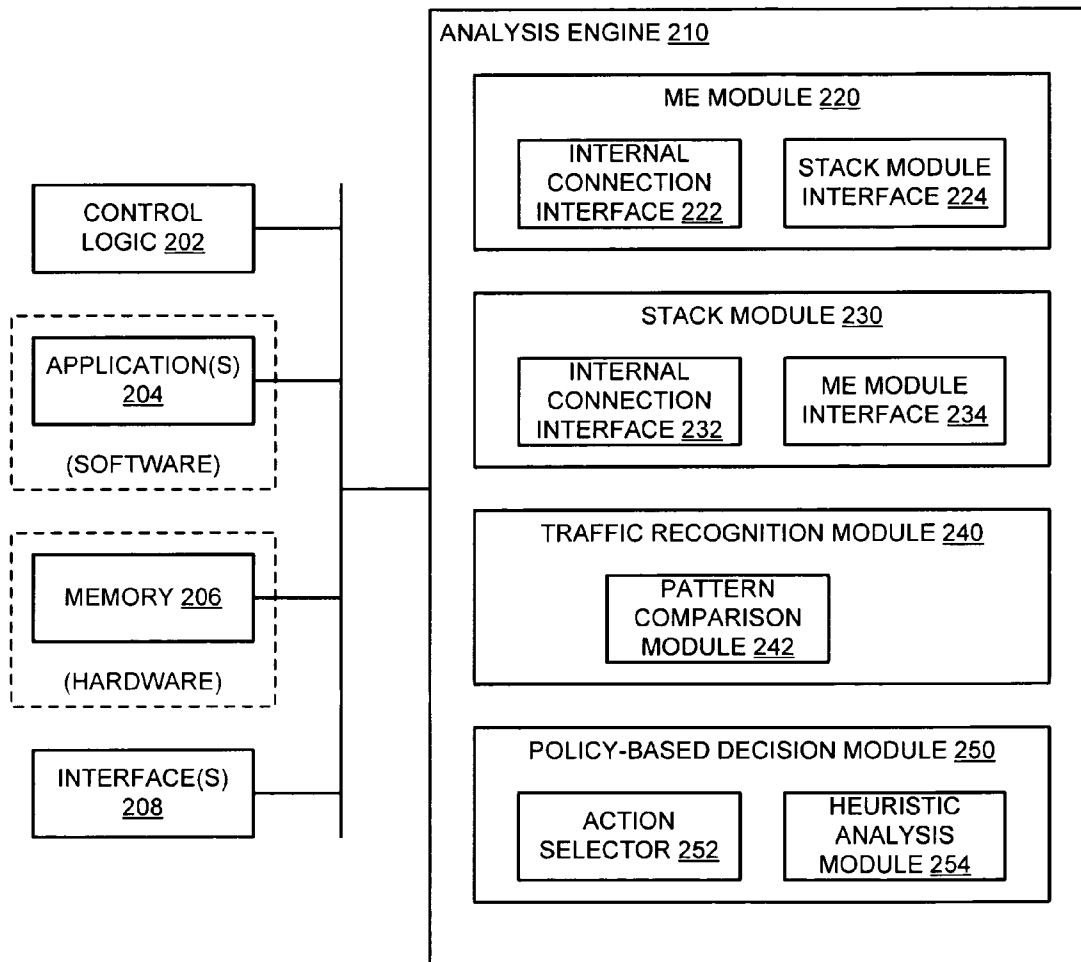 CONTROL
LOGIC 202
APPLICATION(S)
204
(SOFTWARE)
MEMORY 206
(HARDWARE)
INTERFACE(S)
208
ANALYSIS ENGINE 210
ME MODULE 220
INTERNAL
CONNECTION
INTERFACE 222
STACK MODULE
INTERFACE 224
STACK MODULE 230
INTERNAL
CONNECTION
INTERFACE 232
ME MODULE
INTERFACE 234
TRAFFIC RECOGNITION MODULE 240
PATTERN
COMPARISON
MODULE 242
POLICY-BASED DECISION MODULE 250
ACTION
SELECTOR 252
HEURISTIC
ANALYSIS
MODULE 254